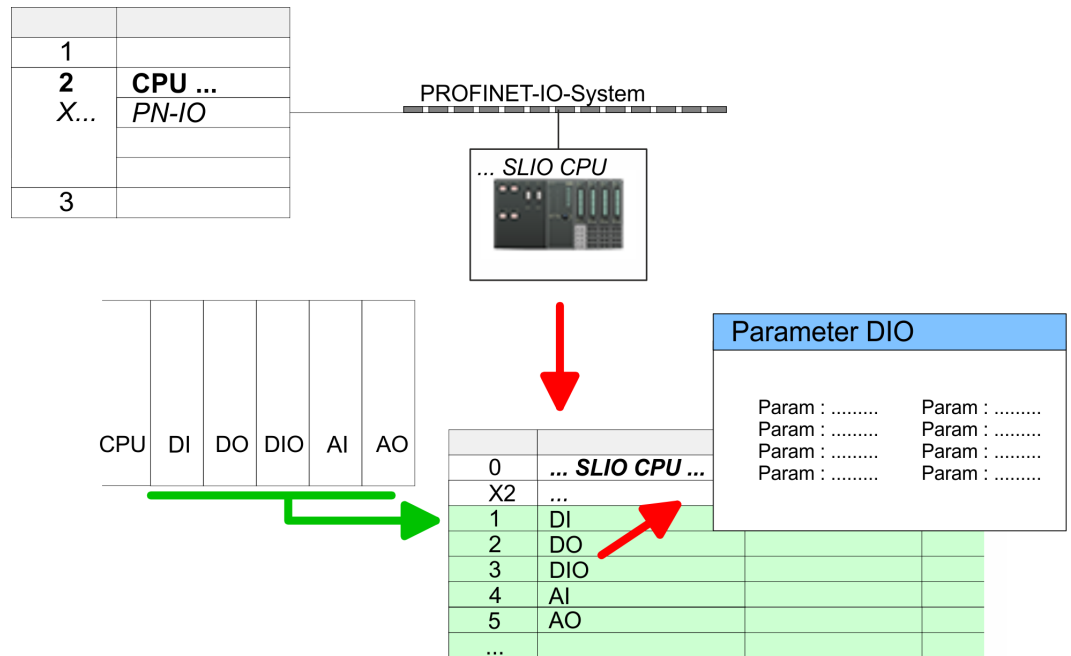 1
2 CPU ...
X... PN-IO
3
PROFINET-IO-System
... SLIO CPU
CPU DI DO DIO AI AO
Parameter DIO
Param : ......... Param : .........
Param : ......... Param : .........
Param : ......... Param : .........
Param : ......... Param : .........
0 ... SLIO CPU ...
X2 ...
1 DI
2 DO
3 DIO
4 AI
5 AO
...